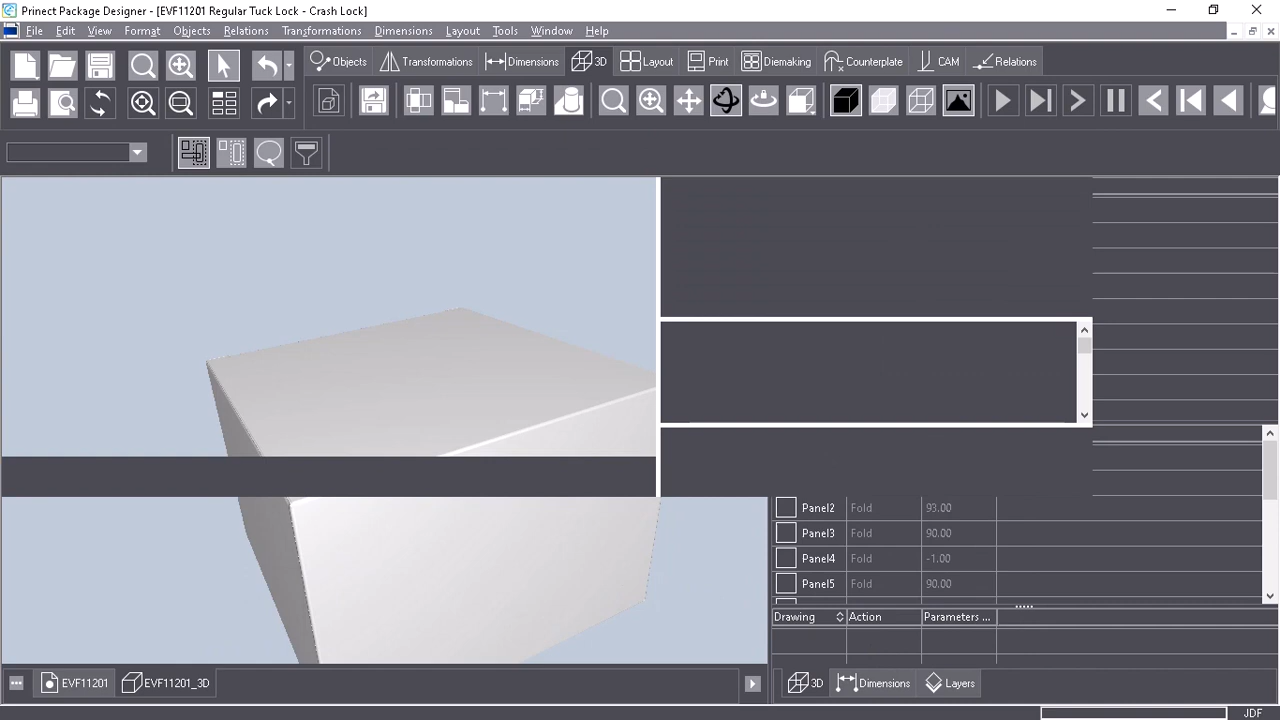 Prinect Package Designer - [EVF11201 Regular Tuck Lock - Crash Lock]
File Edit View Format Objects Relations Transformations Dimensions Layout Tools Window Help
Objects Transformations Dimensions 3D Layout Print Diemaking Counterplate CAM Relations
Panel2 Fold 93.00
Panel3 Fold 90.00
Panel4 Fold -1.00
Panel5 Fold 90.00
Drawing Action Parameters ...
EVF11201 EVF11201_3D 3D Dimensions Layers
JDF